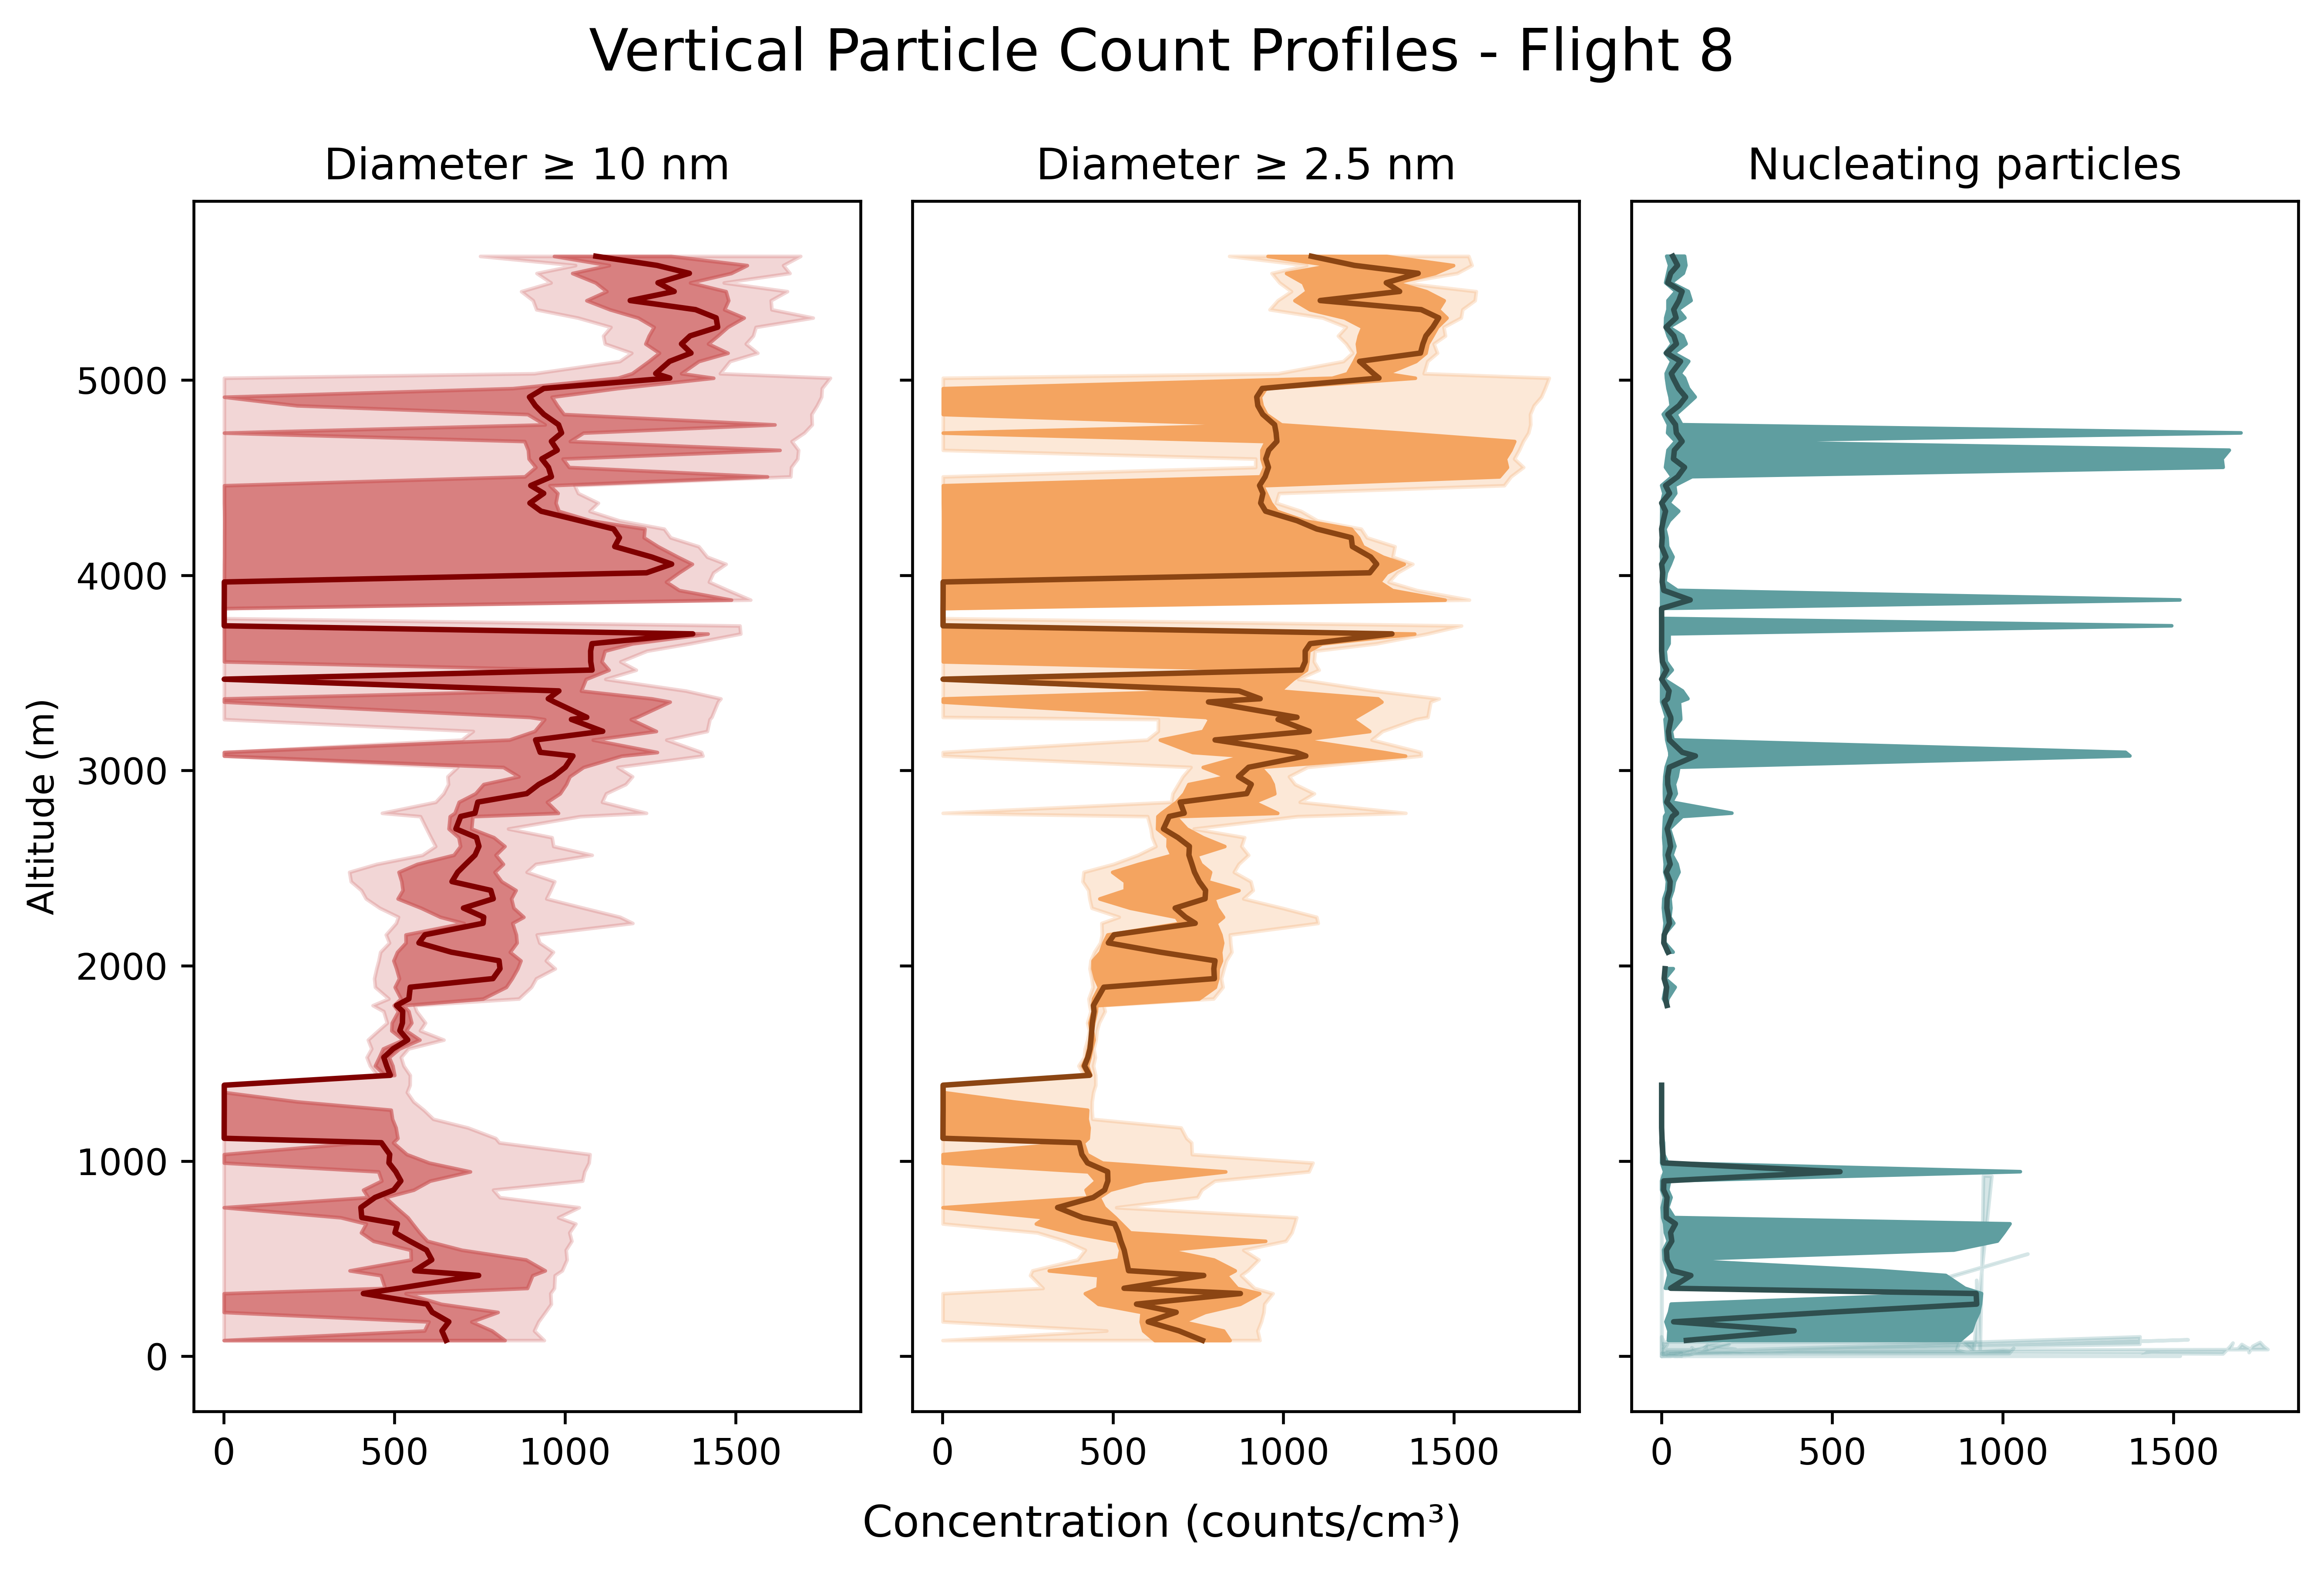 Vertical Particle Count Profiles - Flight 8
Diameter ≥ 10 nm
Diameter ≥ 2.5 nm
Nucleating particles
Altitude (m)
5000
4000
3000
2000
1000
0
0 500 1000 1500
0 500 1000 1500
0 500 1000 1500
Concentration (counts/cm³)